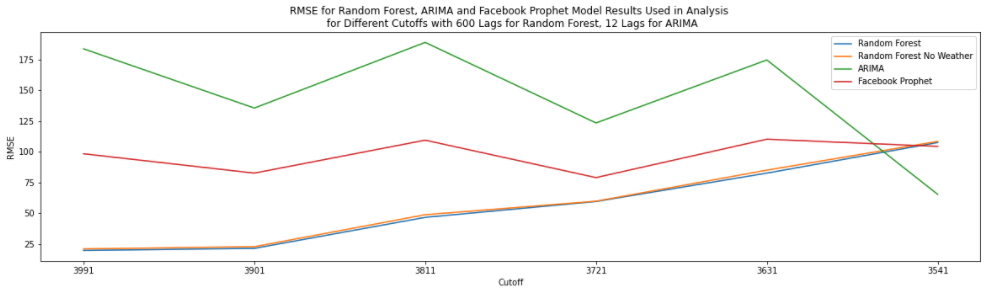 RMSE for Random Forest, ARIMA and Facebook Prophet Model Results Used in Analysis
for Different Cutoffs with 600 Lags for Random Forest, 12 Lags for ARIMA
Random Forest
Random Forest No Weather
ARIMA
Facebook Prophet
175
150
125
100
75
50
25
RMSE
3991
3901
3811
3721
3631
3541
Cutoff